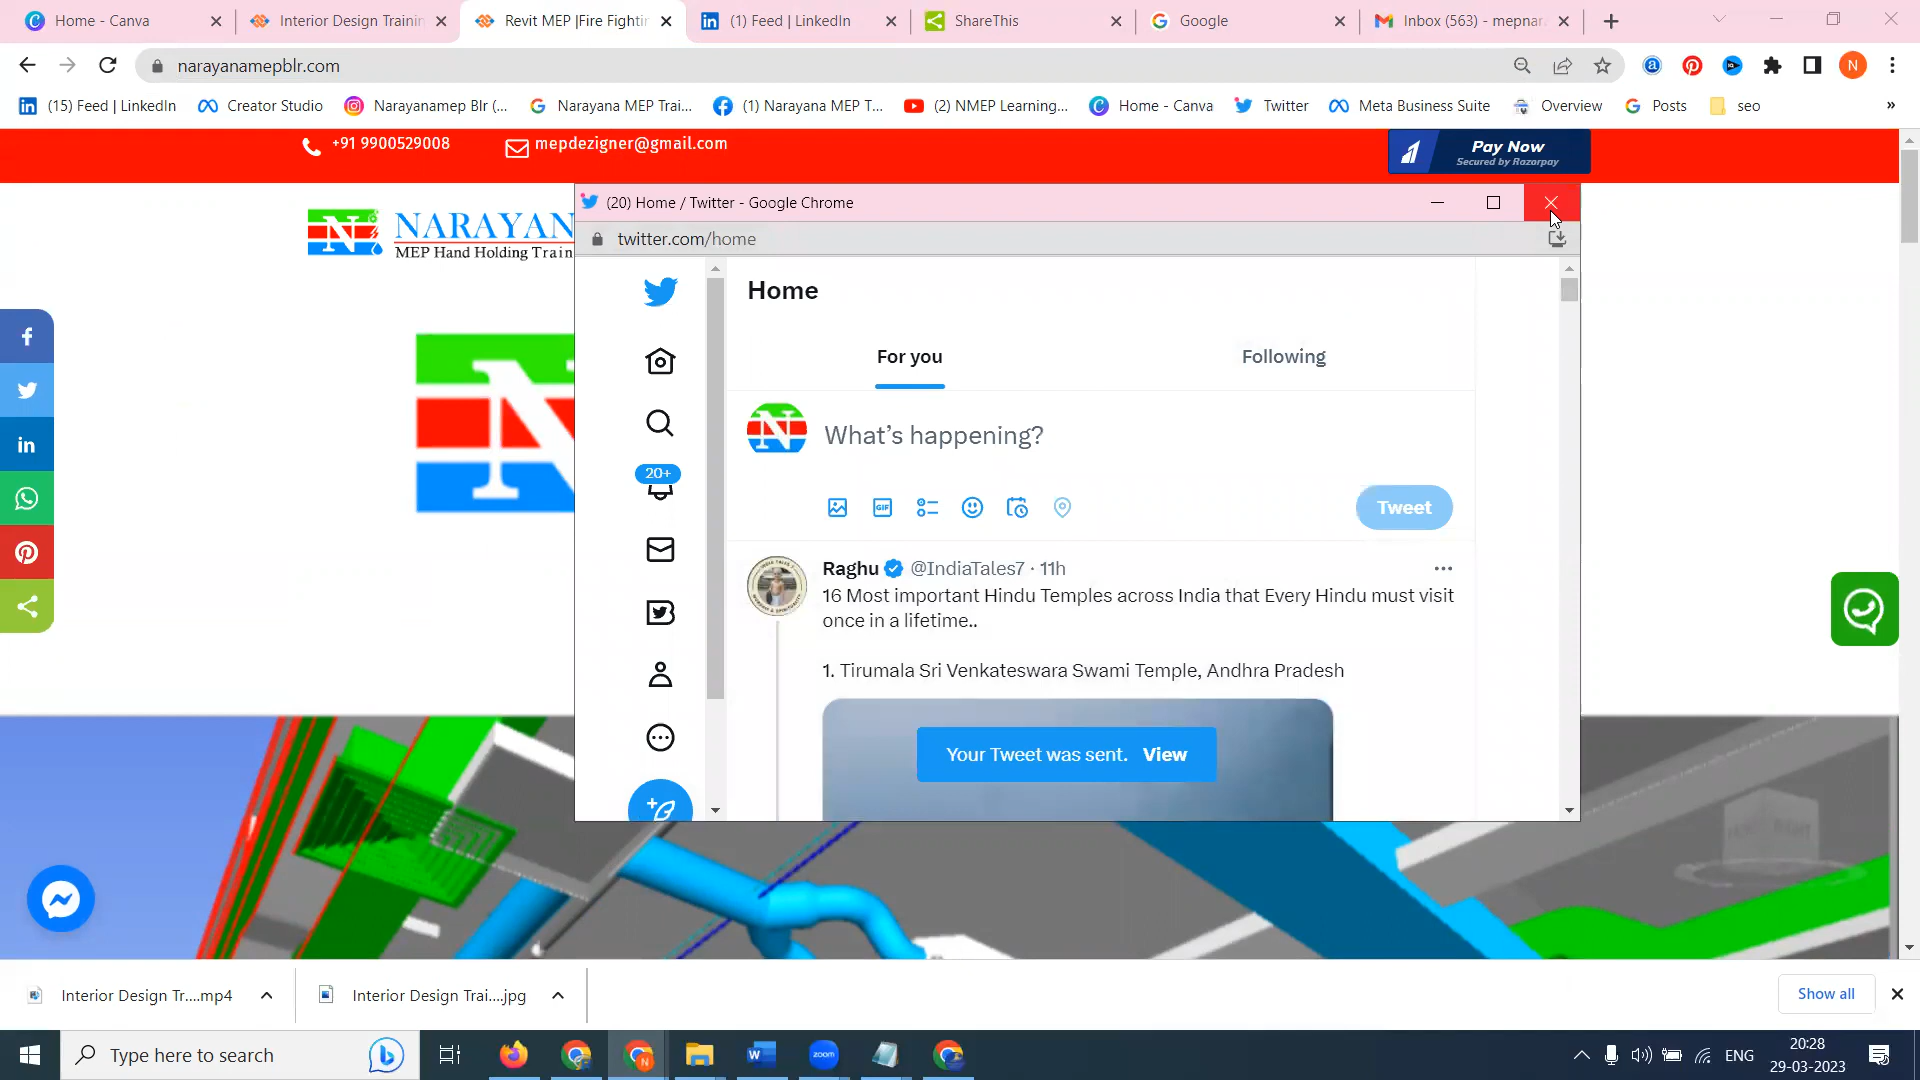 Home - Canva
Interior Design Trainin
Revit MEP |Fire Fightin
(1) Feed | LinkedIn
ShareThis
Google
Inbox (563) - mepnar
narayanamepblr.com
N
(15) Feed | LinkedIn
Creator Studio
Narayanamep Blr (...
Narayana MEP Trai...
(1) Narayana MEP T...
(2) NMEP Learning...
Home - Canva
Twitter
Meta Business Suite
Overview
Posts
seo
+91 9900529008
mepdezigner@gmail.com
Pay Now
Secured by Razorpay
NARAYAN
MEP Hand Holding Train
(20) Home / Twitter - Google Chrome
twitter.com/home
Home
For you
Following
What's happening?
GIF
Tweet
20+
Raghu @IndiaTales7 · 11h
16 Most important Hindu Temples across India that Every Hindu must visit
once in a lifetime..
1. Tirumala Sri Venkateswara Swami Temple, Andhra Pradesh
Your Tweet was sent. View
Interior Design Tr....mp4
Interior Design Trai....jpg
Show all
Type here to search
zoom
ENG
20:28
29-03-2023